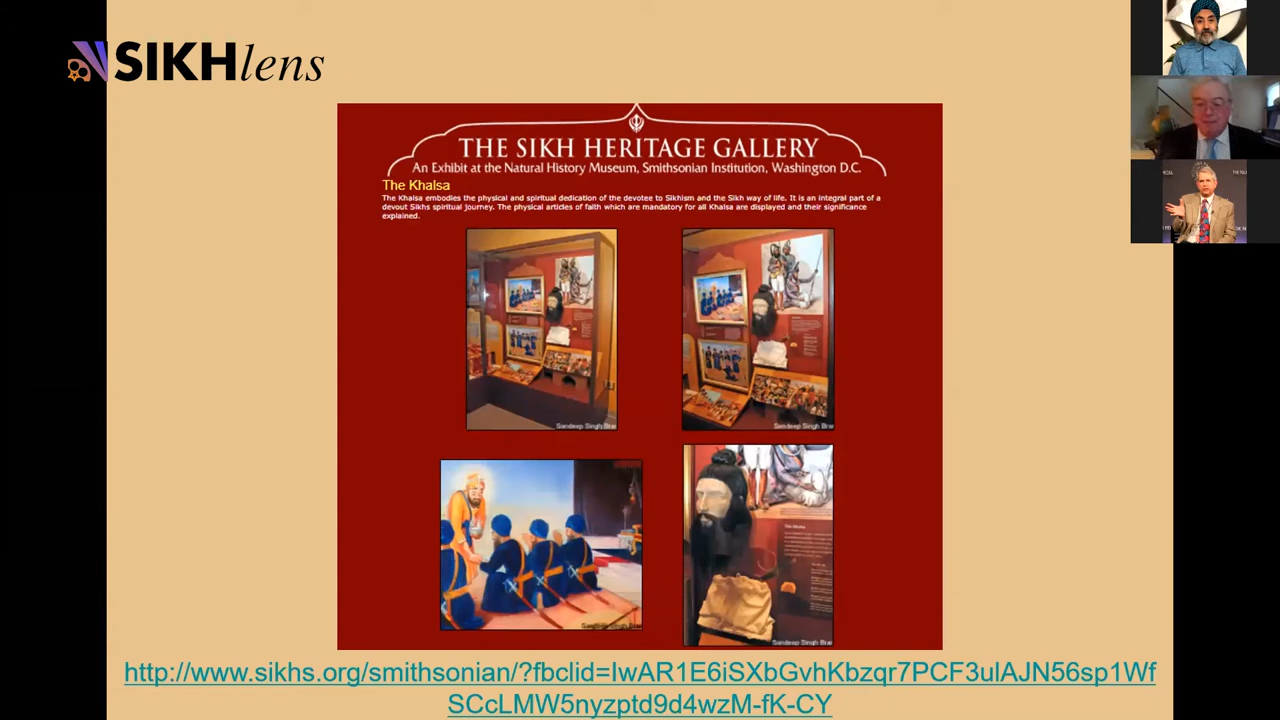 SIKHlens
THE SIKH HERITAGE GALLERY
An Exhibit at the Natural History Museum, Smithsonian Institution, Washington D.C.
The Khalsa
The Khalsa embodies the physical and spiritual dedication of the devotee to Sikhism and the Sikh way of life. It is an integral part of a
devout Sikhs spiritual journey. The physical articles of faith which are mandatory for all Khalsa are displayed and their significance
explained.
Sandeep Singh Brar
Sandeep Singh Brar
Sandeep Singh Brar
http://www.sikhs.org/smithsonian/?fbclid=IwAR1E6iSXbGvhKbzqr7PCF3ulAJN56sp1Wf
SCcLMW5nyzptd9d4wzM-fK-CY